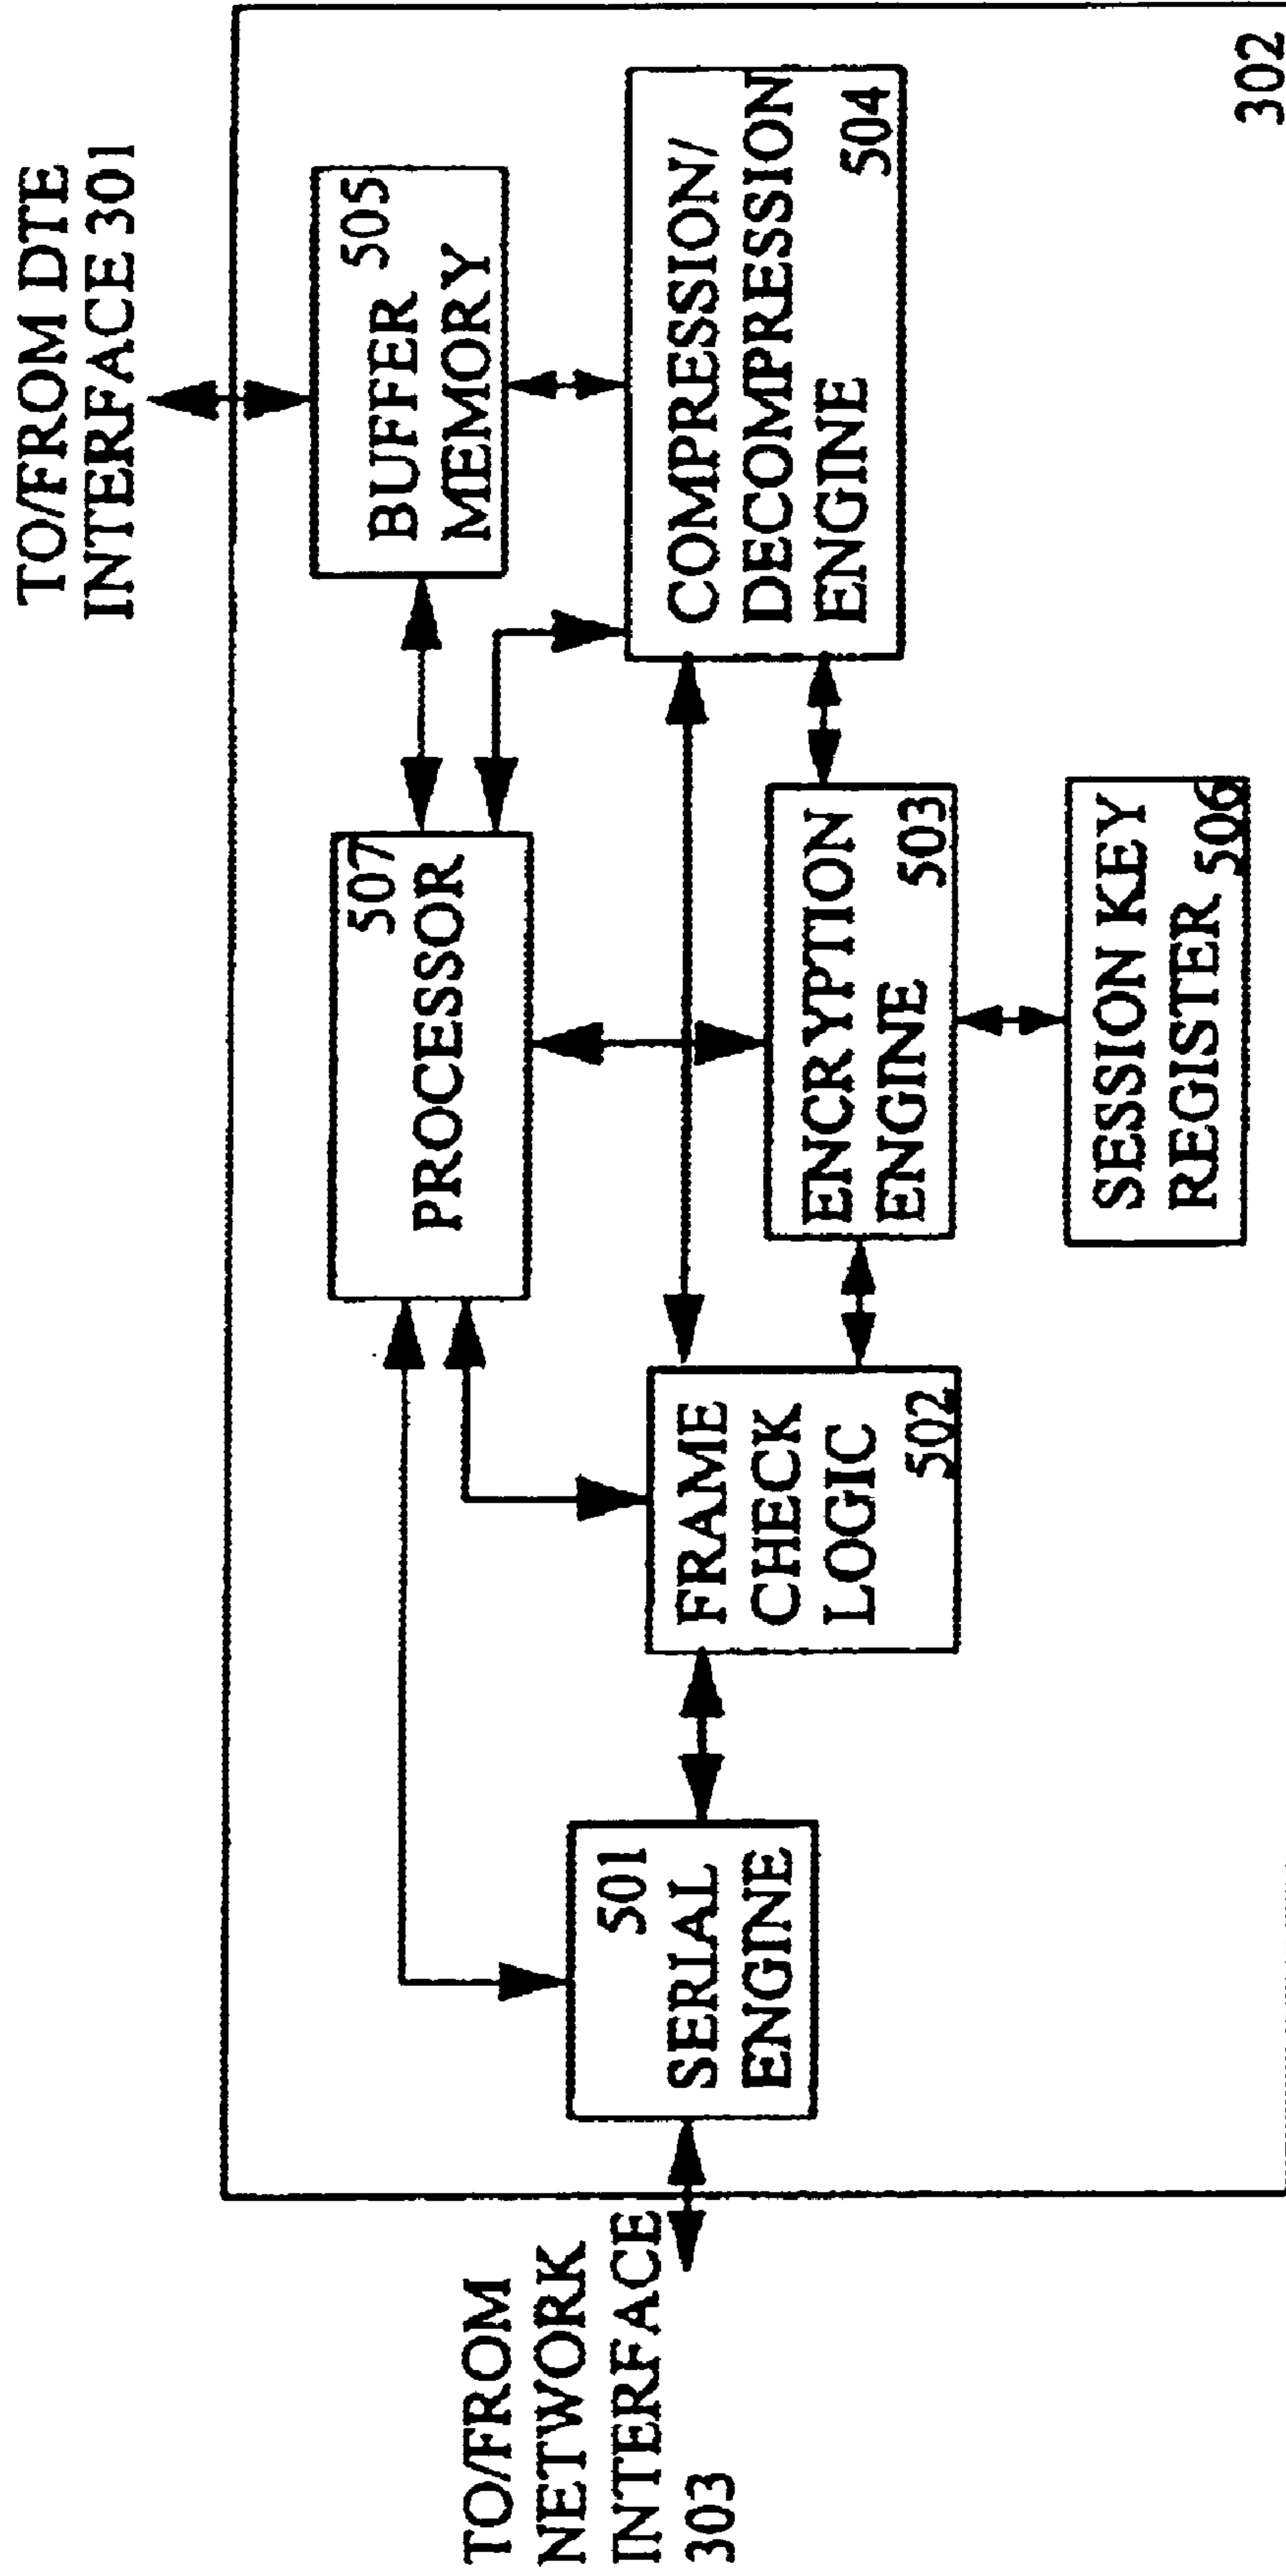 TO/FROM DTE
INTERFACE 301
505
BUFFER
MEMORY
507
PROCESSOR
COMPRESSION/
DECOMPRESSION
ENGINE
504
ENCRYPTION
ENGINE
503
SESSION KEY
REGISTER 506
FRAME
CHECK
LOGIC
502
501
SERIAL
ENGINE
TO/FROM
NETWORK
INTERFACE
303
302